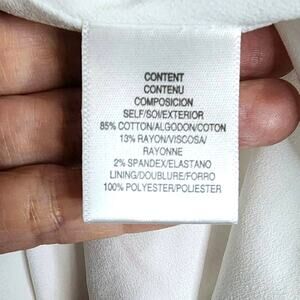 CONTENT
CONTENU
COMPOSICION
SELF/SOI/EXTERIOR
85% COTTON/ALGODON/COTON
13% RAYON/VISCOSA/
RAYONNE
2% SPANDEX/ELASTANO
LINING/DOUBLURE/FORRO
100% POLYESTER/POLIESTER